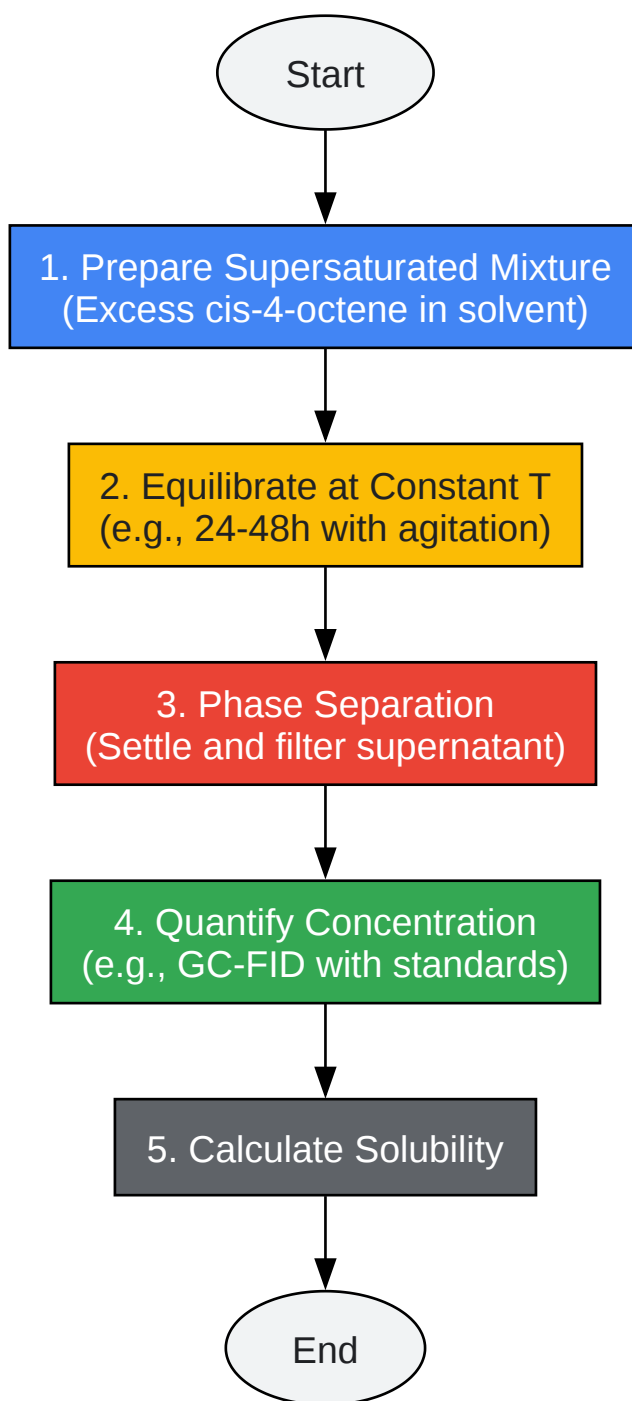 Start
1. Prepare Supersaturated Mixture
(Excess cis-4-octene in solvent)
2. Equilibrate at Constant T
(e.g., 24-48h with agitation)
3. Phase Separation
(Settle and filter supernatant)
4. Quantify Concentration
(e.g., GC-FID with standards)
5. Calculate Solubility
End